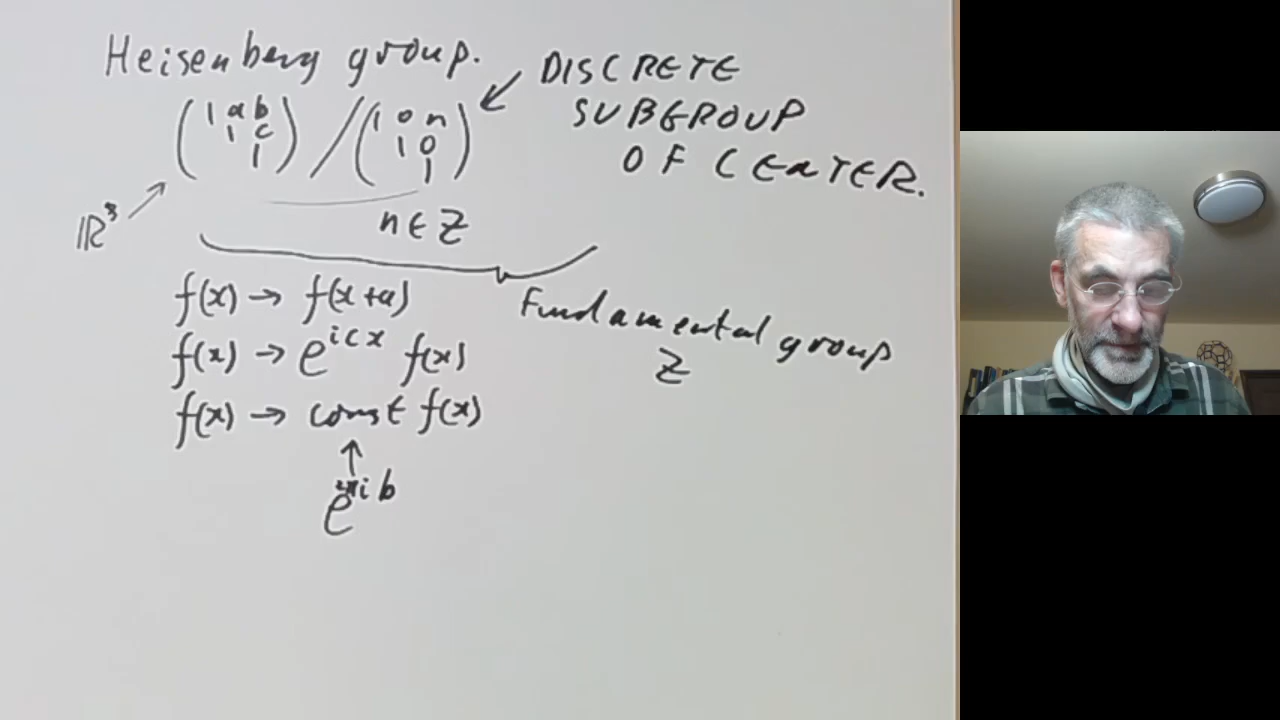 Heisenberg group.
(1 a b / (1 0 n) ← DISCRETE
1 c 1 0 SUBGROUP
1) 1) OF CENTER.
ℝ³ ↗
n ∈ Z
f(x) → f(x+a)
Fundamental group
Z
f(x) → e^{icx} f(x)
f(x) → const f(x)
↑